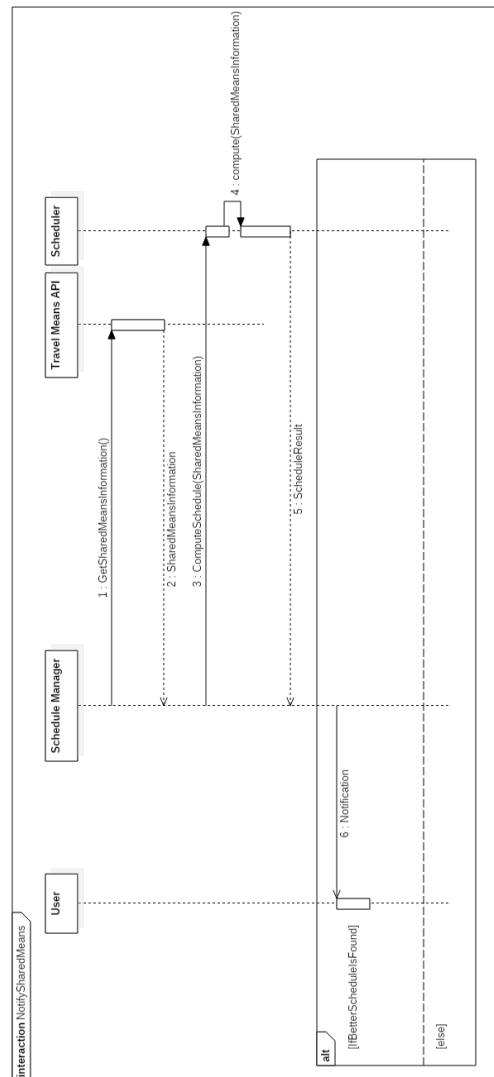 interaction NotifySharedMeans
User
Schedule Manager
Travel Means API
Scheduler
1 : GetSharedMeansInformation()
2 : SharedMeansInformation
3 : ComputeSchedule(SharedMeansInformation)
4 : compute(SharedMeansInformation)
5 : ScheduleResult
alt
[IfBetterScheduleIsFound]
6 : Notification
[else]